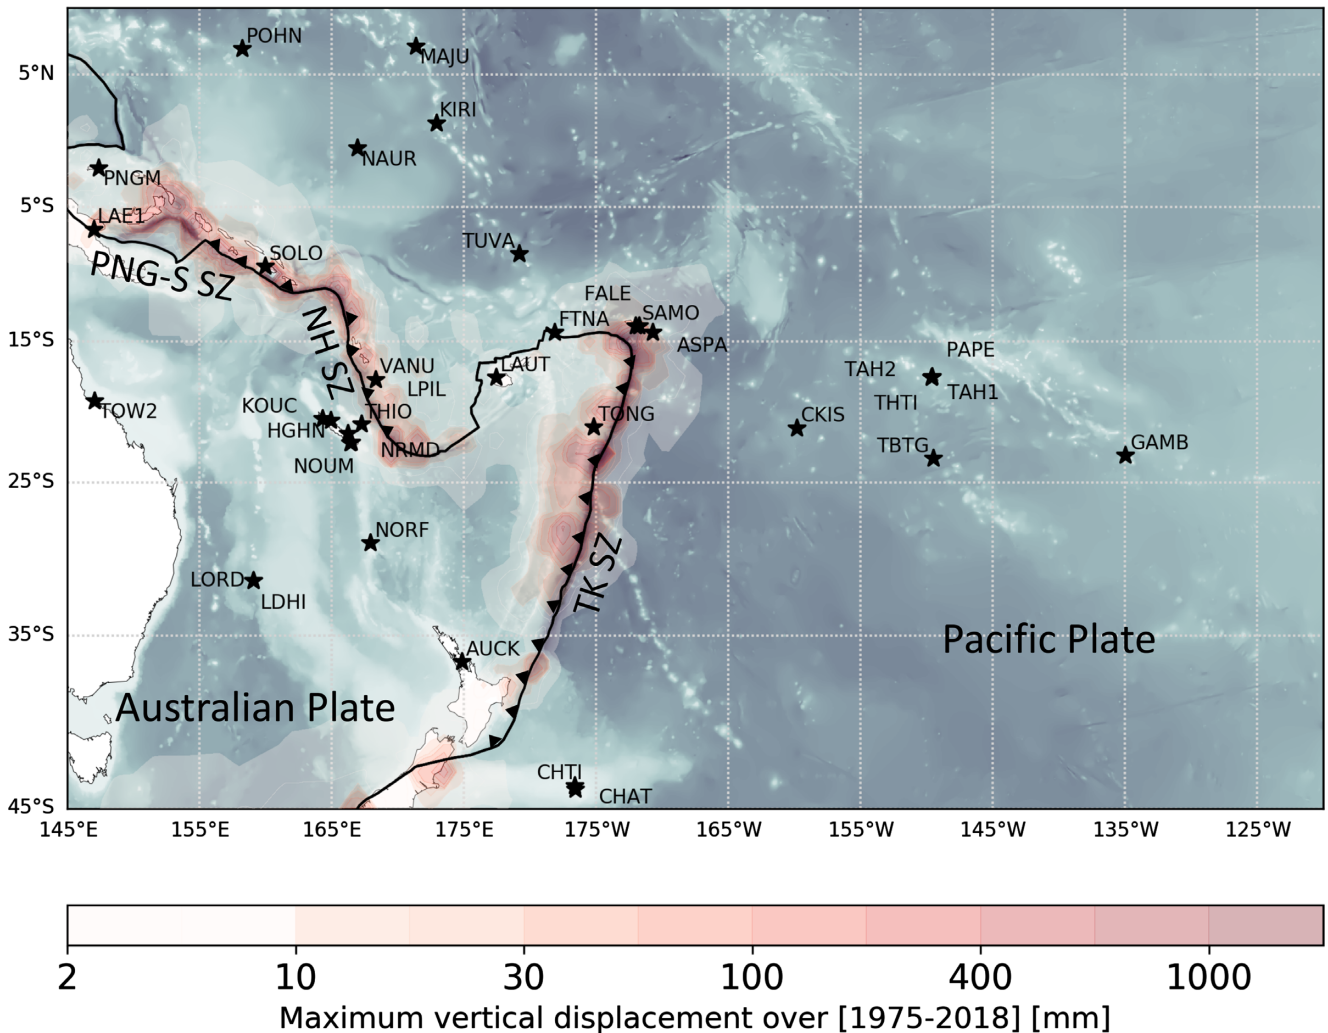 POHN
MAJU
5°N
KIRI
NAUR
PNGM
5°S
LAE1
TUVA
SOLO
PNG-S SZ
FALE
SAMO
FTNA
NH SZ
15°S
ASPA
PAPE
VANU
LAUT
TAH2
LPIL
TAH1
KOUC
THIO
THTI
TOW2
TONG
CKIS
HGHN
NRMD
TBTG
GAMB
NOUM
25°S
NORF
TK SZ
LORD
LDHI
35°S
AUCK
Pacific Plate
Australian Plate
CHTI
CHAT
45°S
145°E 155°E 165°E 175°E 175°W 165°W 155°W 145°W 135°W 125°W
2 10 30 100 400 1000
Maximum vertical displacement over [1975-2018] [mm]